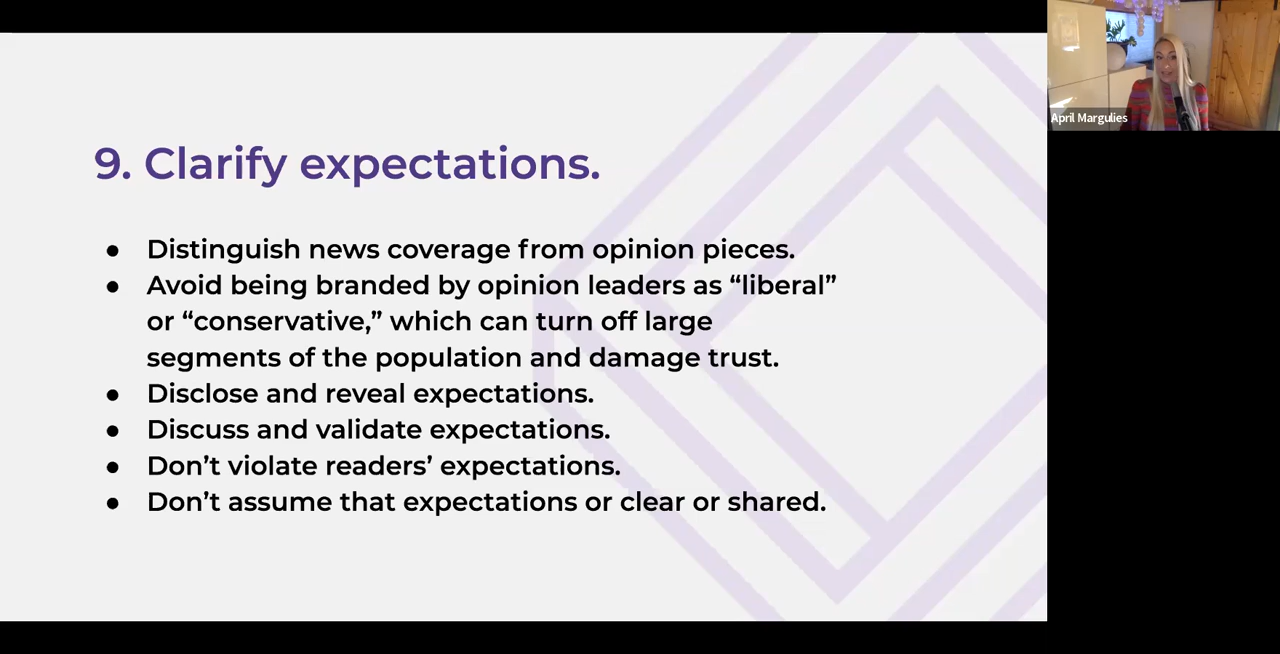 9. Clarify expectations.
● Distinguish news coverage from opinion pieces.
● Avoid being branded by opinion leaders as “liberal”
or “conservative,” which can turn off large
segments of the population and damage trust.
● Disclose and reveal expectations.
● Discuss and validate expectations.
● Don’t violate readers’ expectations.
● Don’t assume that expectations or clear or shared.
April Margulies